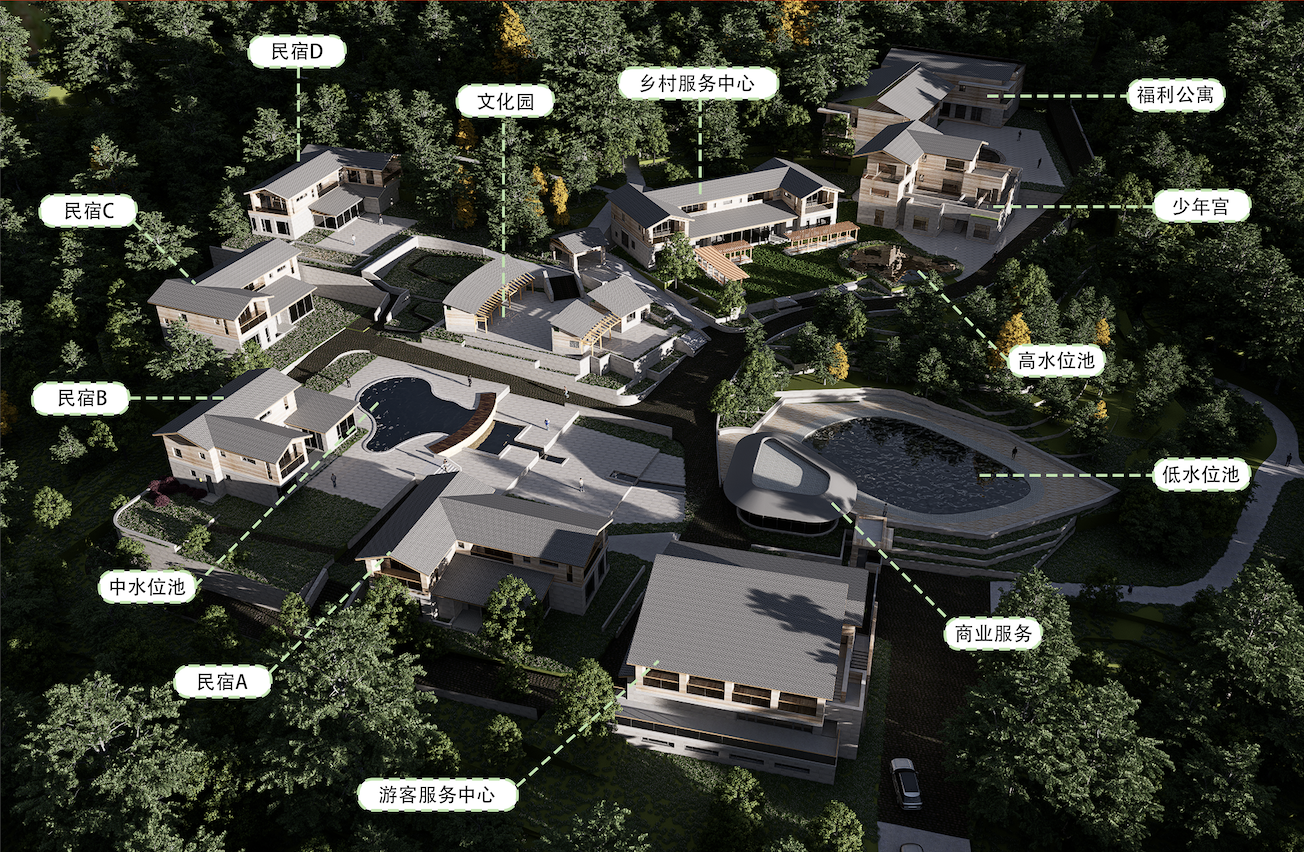 民宿D
文化园
乡村服务中心
福利公寓
民宿C
少年宫
高水位池
民宿B
低水位池
中水位池
商业服务
民宿A
游客服务中心